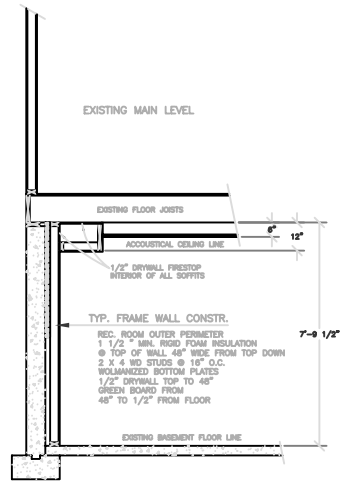 EXISTING MAIN LEVEL
EXISTING FLOOR JOISTS
6"
12"
ACCOUSTICAL CEILING LINE
1/2" DRYWALL FIRESTOP
INTERIOR OF ALL SOFFITS
TYP. FRAME WALL CONSTR.
7'-9 1/2"
REC. ROOM OUTER PERIMETER
1 1/2 " MIN. RIGID FOAM INSULATION
@ TOP OF WALL 48" WIDE FROM TOP DOWN
2 X 4 WD STUDS @ 16" O.C.
WOLMANIZED BOTTOM PLATES
1/2" DRYWALL TOP TO 48"
GREEN BOARD FROM
48" TO 1/2" FROM FLOOR
EXISTING BASEMENT FLOOR LINE